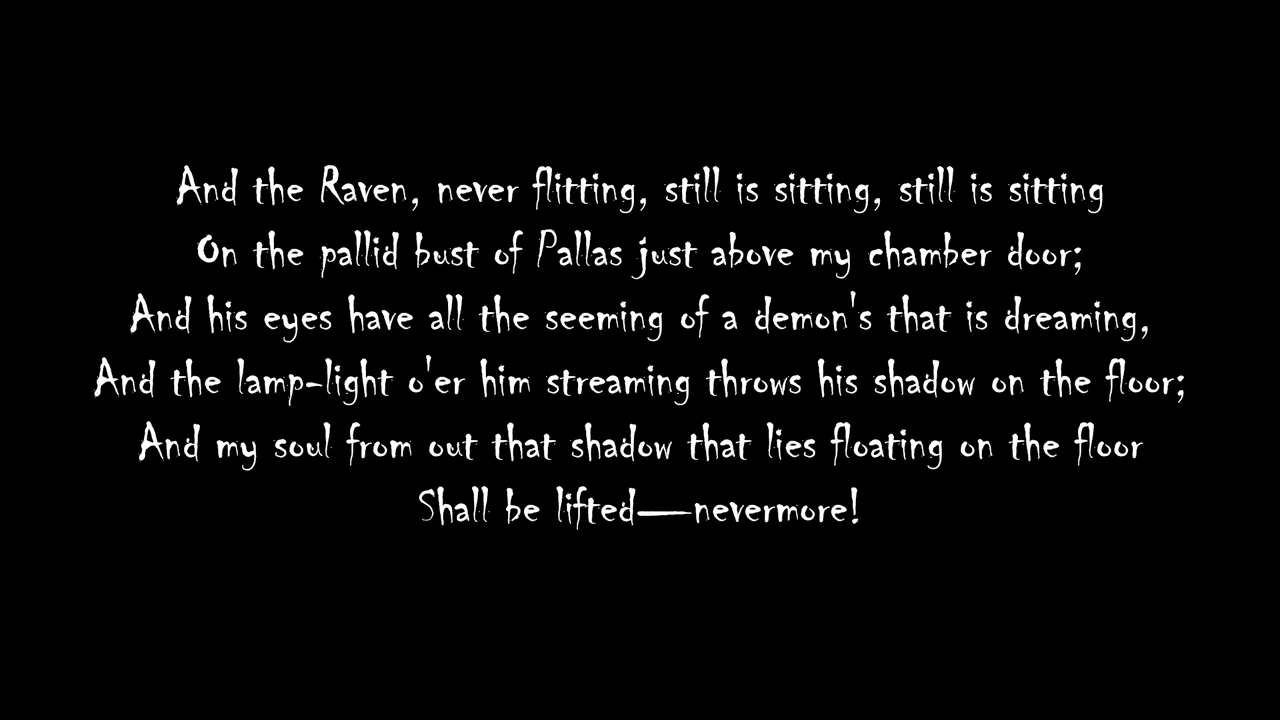 And the Raven, never flitting, still is sitting, still is sitting
On the pallid bust of Pallas just above my chamber door;
And his eyes have all the seeming of a demon's that is dreaming,
And the lamp-light o'er him streaming throws his shadow on the floor;
And my soul from out that shadow that lies floating on the floor
Shall be lifted—nevermore!